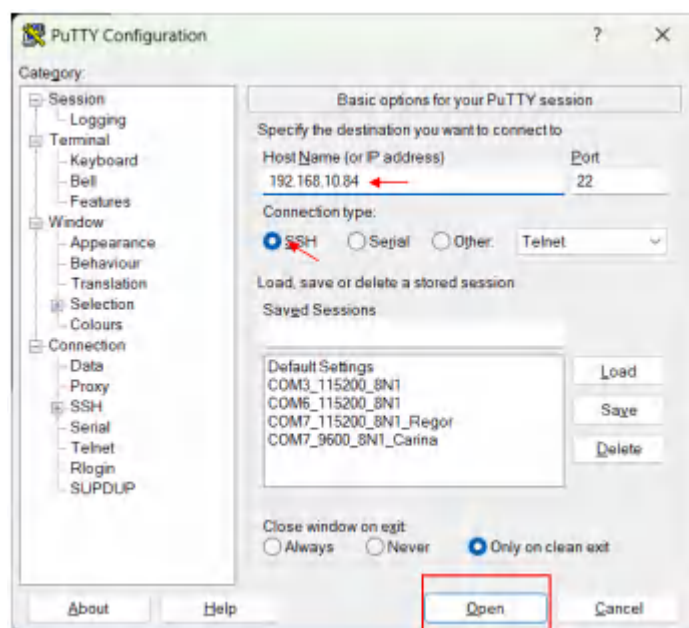 PuTTY Configuration
? ×
Category:
Session
Logging
Terminal
Keyboard
Bell
Features
Window
Appearance
Behaviour
Translation
Selection
Colours
Connection
Data
Proxy
SSH
Serial
Telnet
Rlogin
SUPDUP
Basic options for your PuTTY session
Specify the destination you want to connect to
Host Name (or IP address) Port
192.168.10.84 22
Connection type:
SSH Serial Other: Telnet
Load, save or delete a stored session
Saved Sessions
Default Settings
COM3_115200_8N1
COM6_115200_8N1
COM7_115200_8N1_Regor
COM7_9600_8N1_Carina
Load
Save
Delete
Close window on exit
Always Never Only on clean exit
About Help Open Cancel